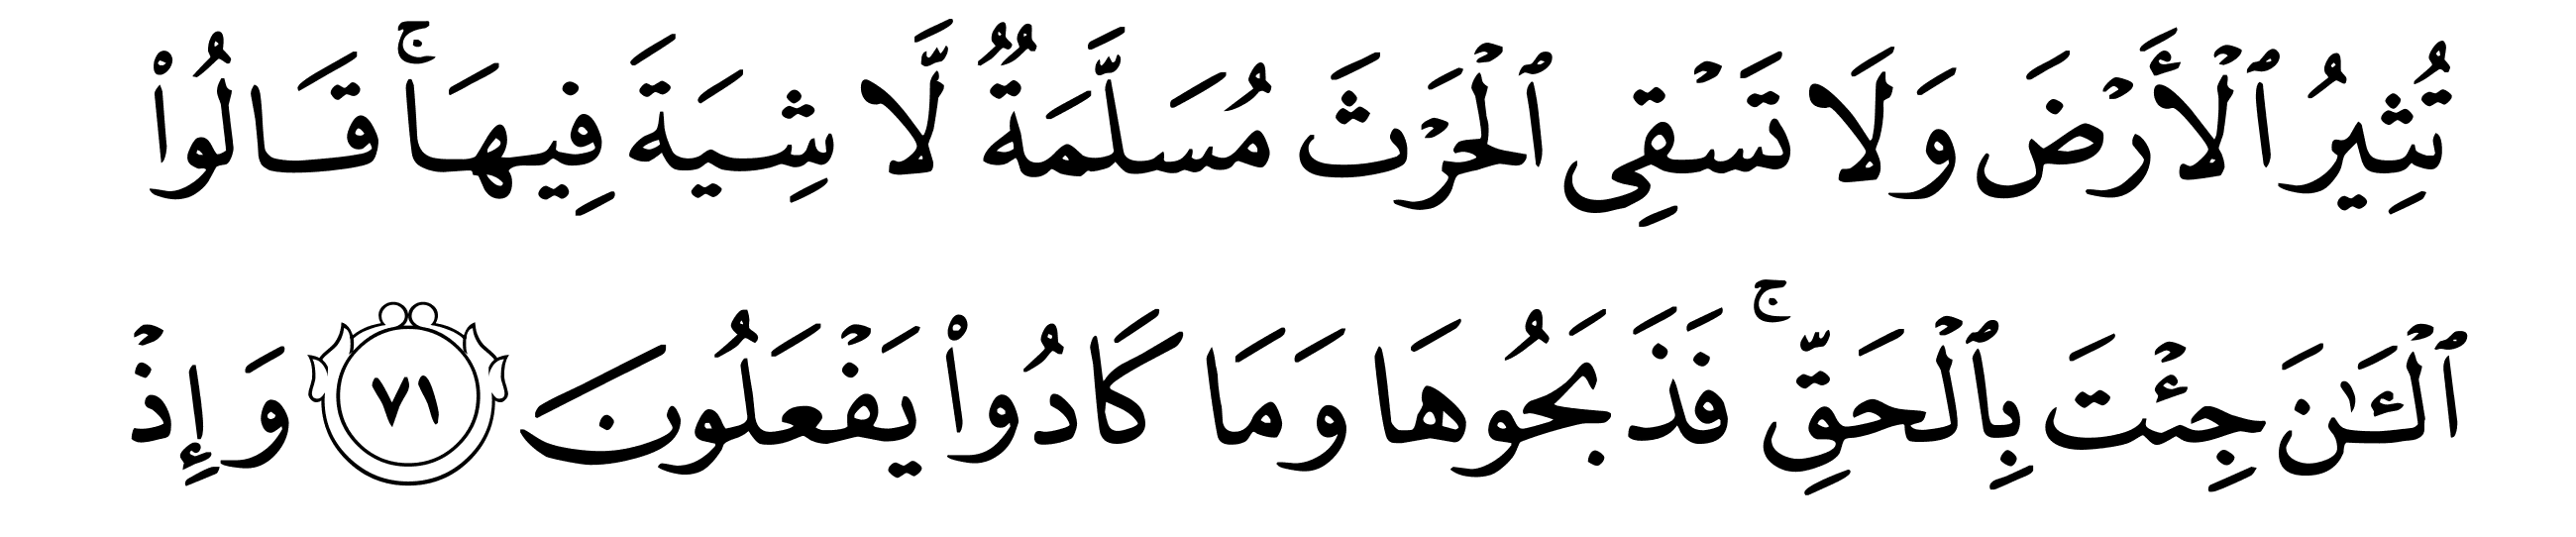 تُثِيرُ ٱلْأَرْضَ وَلَا تَسْقِى ٱلْحَرْثَ مُسَلَّمَةٌ لَّا شِيَةَ فِيهَا ۚ قَالُوا۟
ٱلْـَٔـٰنَ جِئْتَ بِٱلْحَقِّ ۚ فَذَبَحُوهَا وَمَا كَادُوا۟ يَفْعَلُونَ ٧١ وَإِذْ